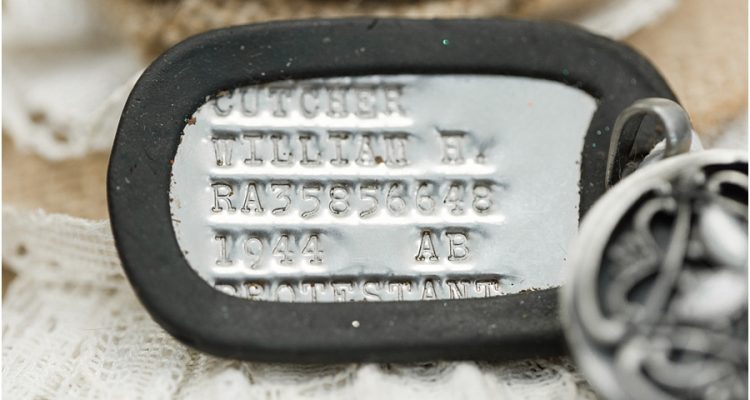 CUTCHER
WILLIAM H.
RA35856648
1944 AB
PROTESTANT